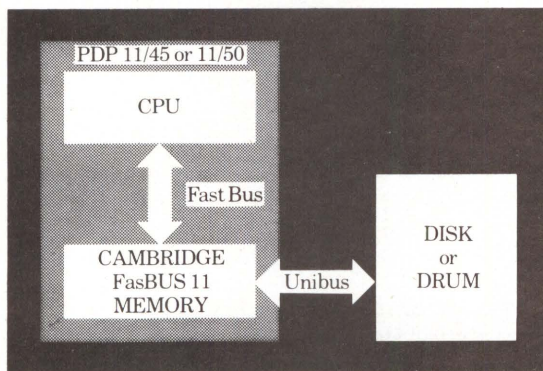 PDP 11/45 or 11/50
CPU
Fast Bus
CAMBRIDGE
FasBUS 11
MEMORY
Unibus
DISK
or
DRUM